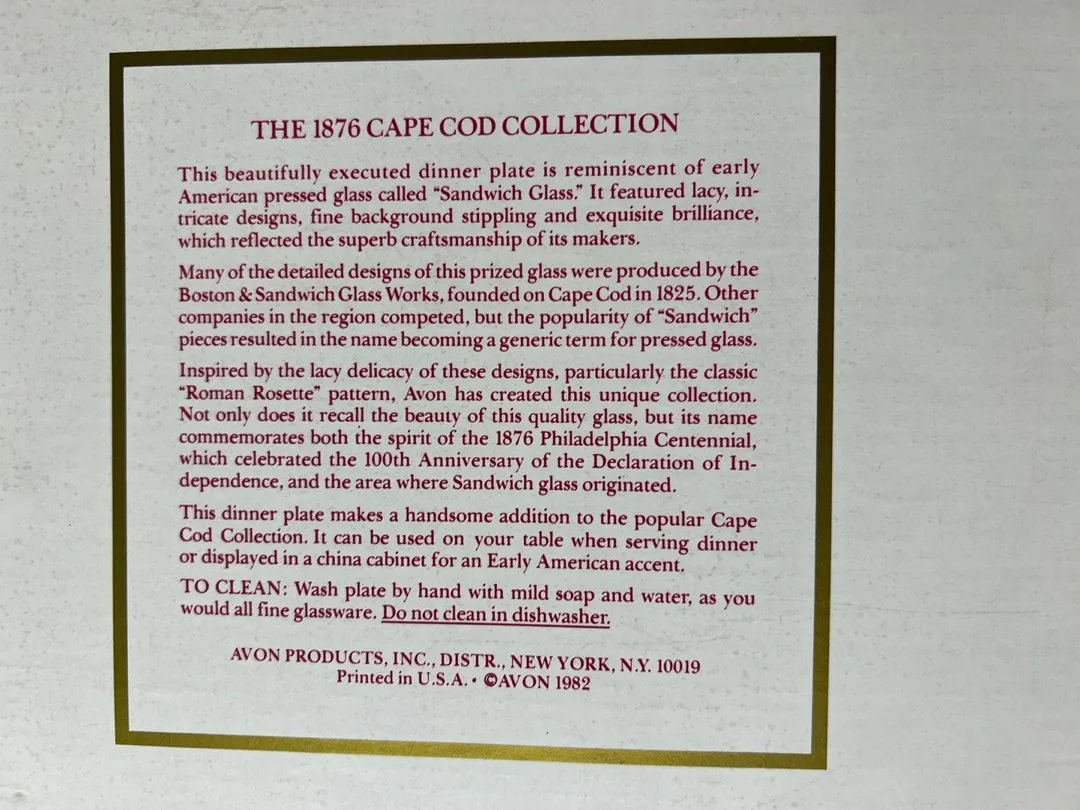 THE 1876 CAPE COD COLLECTION
This beautifully executed dinner plate is reminiscent of early
American pressed glass called “Sandwich Glass.” It featured lacy, in-
tricate designs, fine background stippling and exquisite brilliance,
which reflected the superb craftsmanship of its makers.
Many of the detailed designs of this prized glass were produced by the
Boston & Sandwich Glass Works, founded on Cape Cod in 1825. Other
companies in the region competed, but the popularity of “Sandwich”
pieces resulted in the name becoming a generic term for pressed glass.
Inspired by the lacy delicacy of these designs, particularly the classic
“Roman Rosette” pattern, Avon has created this unique collection.
Not only does it recall the beauty of this quality glass, but its name
commemorates both the spirit of the 1876 Philadelphia Centennial,
which celebrated the 100th Anniversary of the Declaration of In-
dependence, and the area where Sandwich glass originated.
This dinner plate makes a handsome addition to the popular Cape
Cod Collection. It can be used on your table when serving dinner
or displayed in a china cabinet for an Early American accent.
TO CLEAN: Wash plate by hand with mild soap and water, as you
would all fine glassware. Do not clean in dishwasher.
AVON PRODUCTS, INC., DISTR., NEW YORK, N.Y. 10019
Printed in U.S.A. • ©AVON 1982